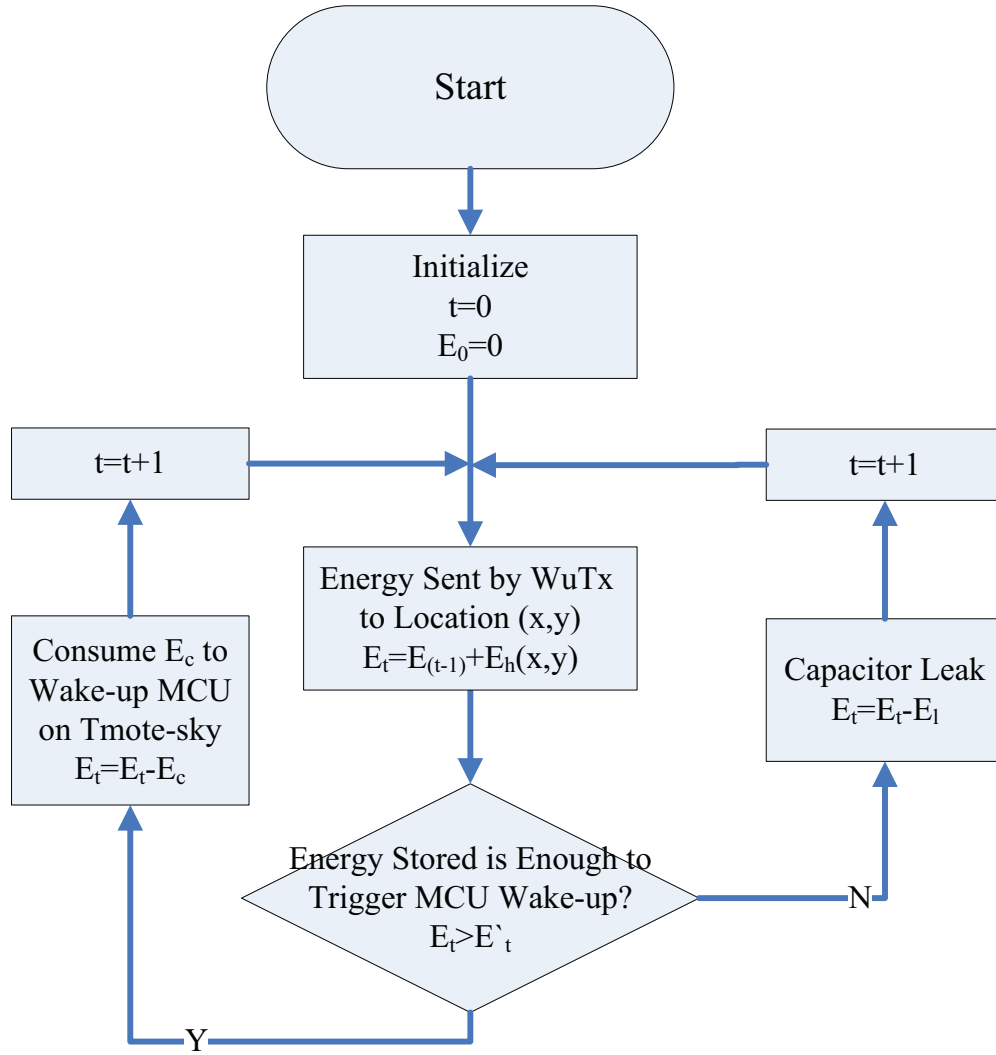 Start
Initialize
t=0
E₀=0
t=t+1
t=t+1
Energy Sent by WuTx
to Location (x,y)
Eₜ=E₍ₜ₋₁₎+Eₕ(x,y)
Consume E꜀ to
Wake-up MCU
on Tmote-sky
Eₜ=Eₜ-E꜀
Capacitor Leak
Eₜ=Eₜ-Eₗ
Energy Stored is Enough to
Trigger MCU Wake-up?
Eₜ>E`ₜ
N
Y